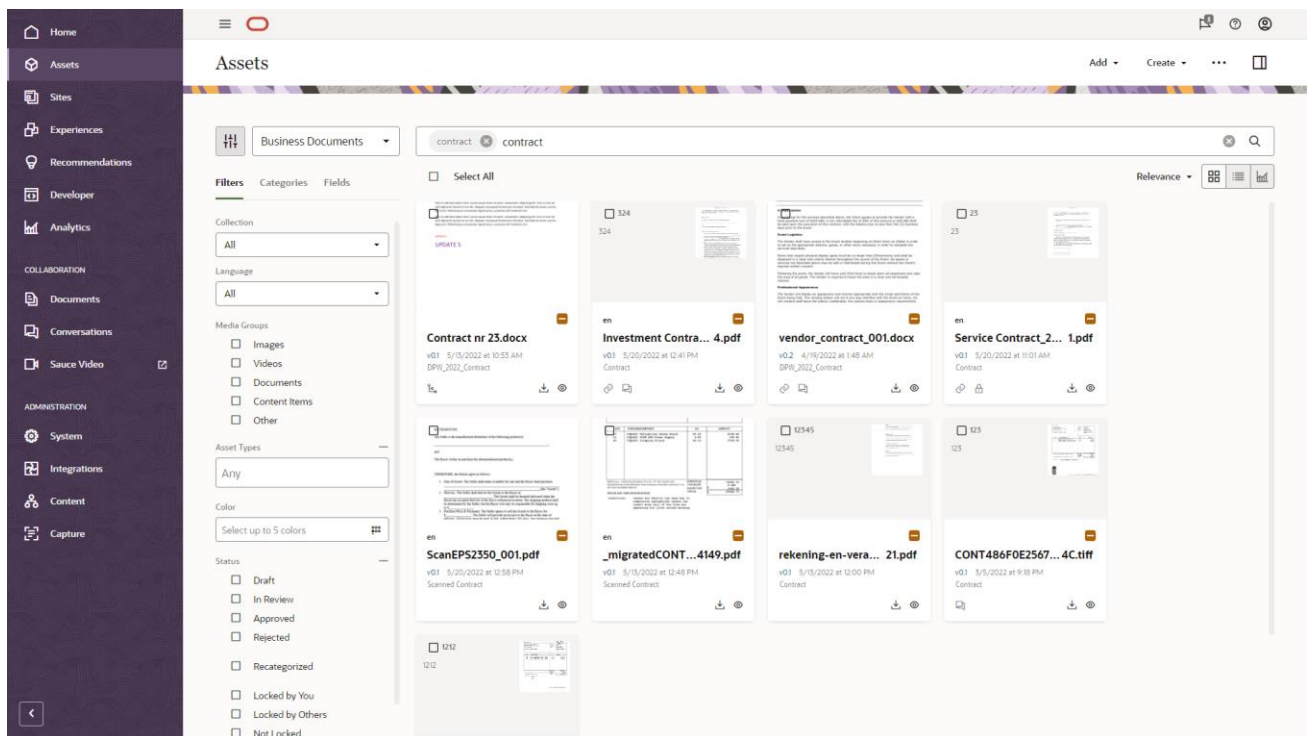 Home
Assets
Sites
Experiences
Recommendations
Developer
Analytics
COLLABORATION
Documents
Conversations
Sauce Video
ADMINISTRATION
System
Integrations
Content
Capture
Assets
Add
Create
Business Documents
contract
contract
Filters Categories Fields
Select All
Relevance
Collection
All
Language
All
Media Groups
Images
Videos
Documents
Content Items
Other
Asset Types
Any
Color
Select up to 5 colors
Status
Draft
In Review
Approved
Rejected
Recategorized
Locked by You
Locked by Others
Not Locked
UPDATE 5
Contract nr 23.docx
v0.1 5/13/2022 at 10:53 AM
DPW_2022_Contract
324
324
en
Investment Contra... 4.pdf
v0.1 5/20/2022 at 12:41 PM
Contract
Event Logistics
Professional Appearance
vendor_contract_001.docx
v0.2 4/19/2022 at 1:48 AM
DPW_2022_Contract
23
23
en
Service Contract_2... 1.pdf
v0.1 5/20/2022 at 11:01 AM
Contract
en
ScanEPS2350_001.pdf
v0.1 5/20/2022 at 12:58 PM
Scanned Contract
en
_migratedCONT...4149.pdf
v0.1 5/13/2022 at 12:48 PM
Scanned Contract
12345
12345
rekening-en-vera... 21.pdf
v0.1 5/13/2022 at 12:00 PM
Contract
123
123
CONT486F0E2567... 4C.tiff
v0.1 3/5/2022 at 9:18 PM
Contract
1212
1212